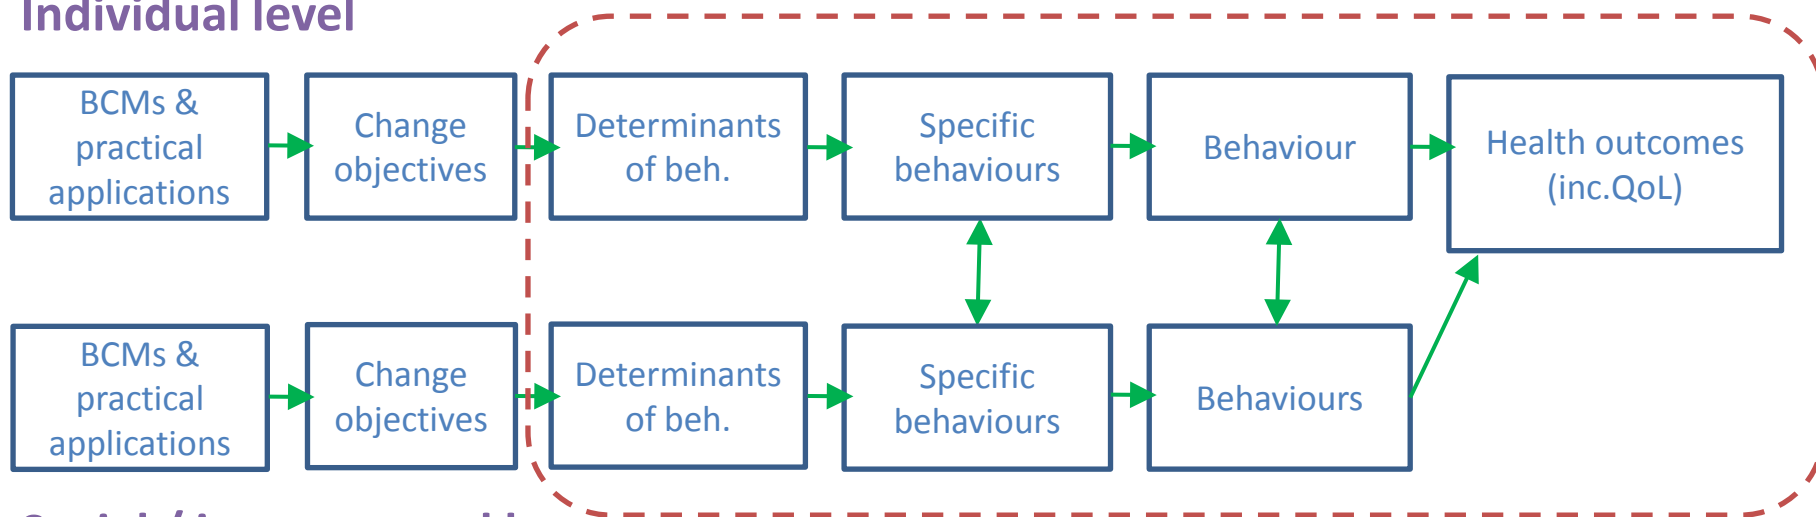 Individual level
BCMs &
practical
applications
Change
objectives
Determinants
of beh.
Specific
behaviours
Behaviour
Health outcomes
(inc.QoL)
BCMs &
practical
applications
Change
objectives
Determinants
of beh.
Specific
behaviours
Behaviours